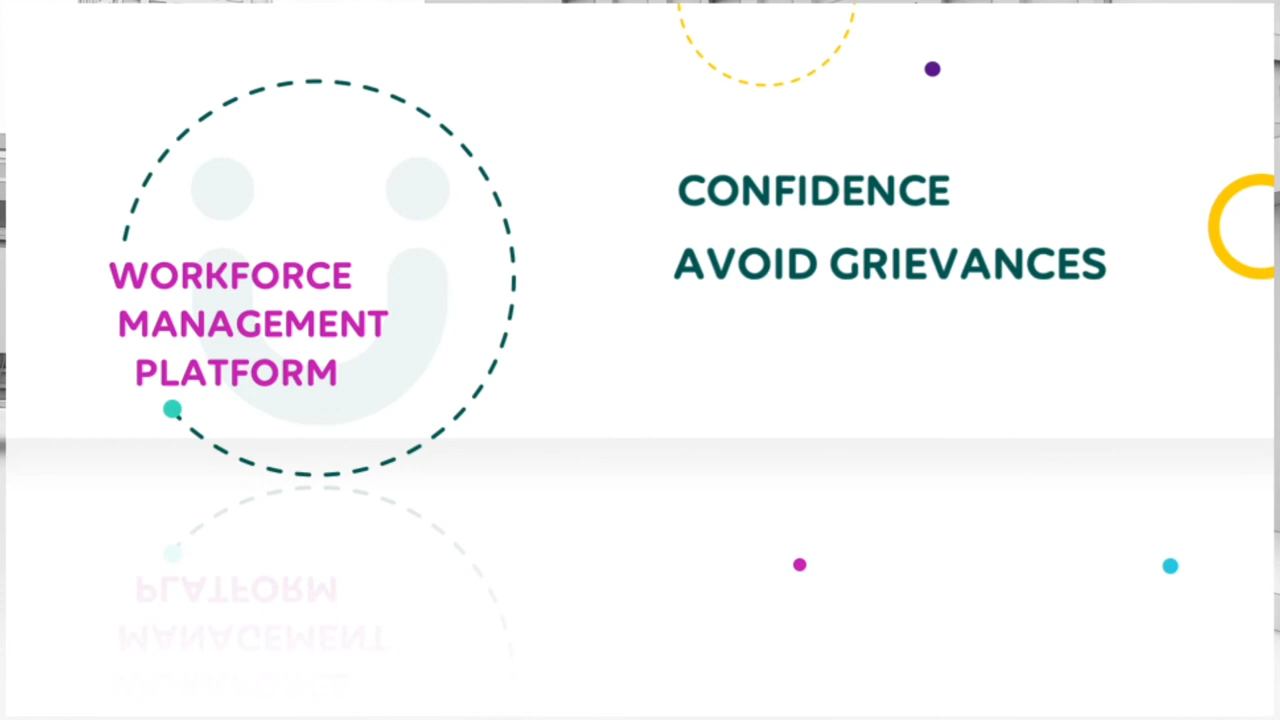 WORKFORCE
MANAGEMENT
PLATFORM
CONFIDENCE
AVOID GRIEVANCES